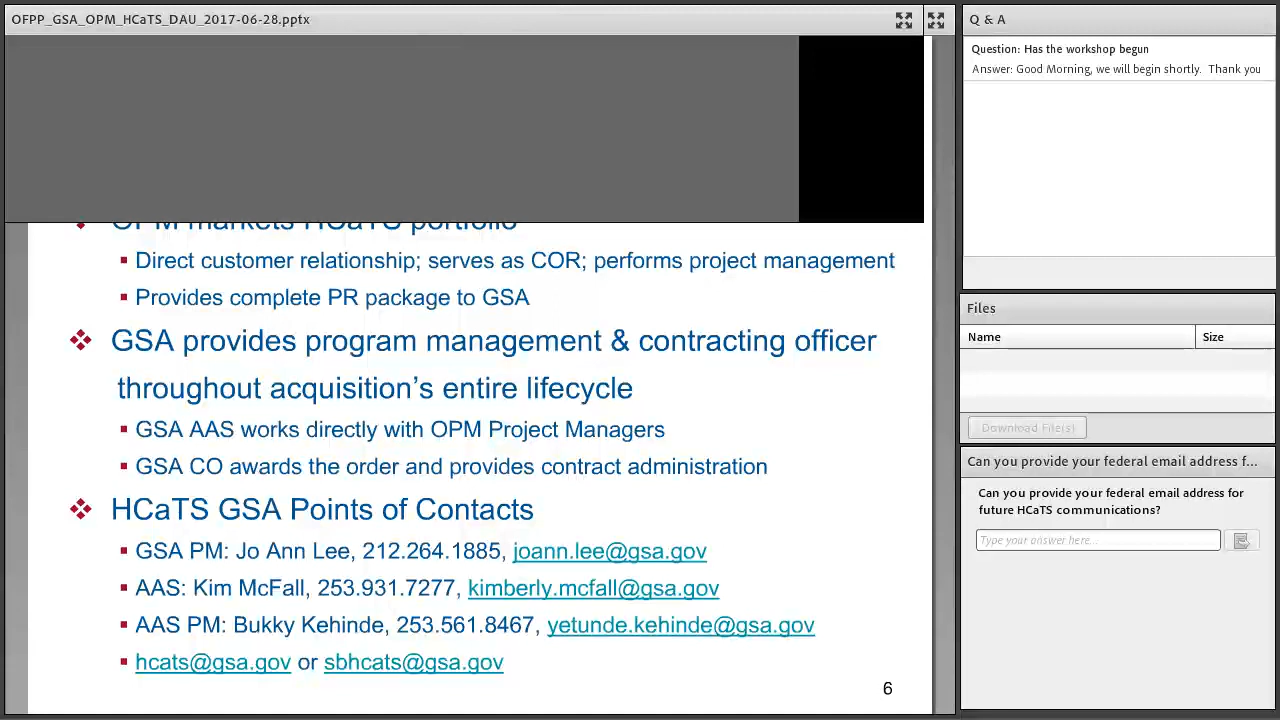 OFPP_GSA_OPM_HCaTS_DAU_2017-06-28.pptx
OPM markets HCaTS portfolio
Direct customer relationship; serves as COR; performs project management
Provides complete PR package to GSA
GSA provides program management & contracting officer
throughout acquisition's entire lifecycle
GSA AAS works directly with OPM Project Managers
GSA CO awards the order and provides contract administration
HCaTS GSA Points of Contacts
GSA PM: Jo Ann Lee, 212.264.1885, joann.lee@gsa.gov
AAS: Kim McFall, 253.931.7277, kimberly.mcfall@gsa.gov
AAS PM: Bukky Kehinde, 253.561.8467, yetunde.kehinde@gsa.gov
hcats@gsa.gov or sbhcats@gsa.gov
6
Q & A
Question: Has the workshop begun
Answer: Good Morning, we will begin shortly.  Thank you
Files
Name Size
Download File(s)
Can you provide your federal email address f...
Can you provide your federal email address for
future HCaTS communications?
Type your answer here...